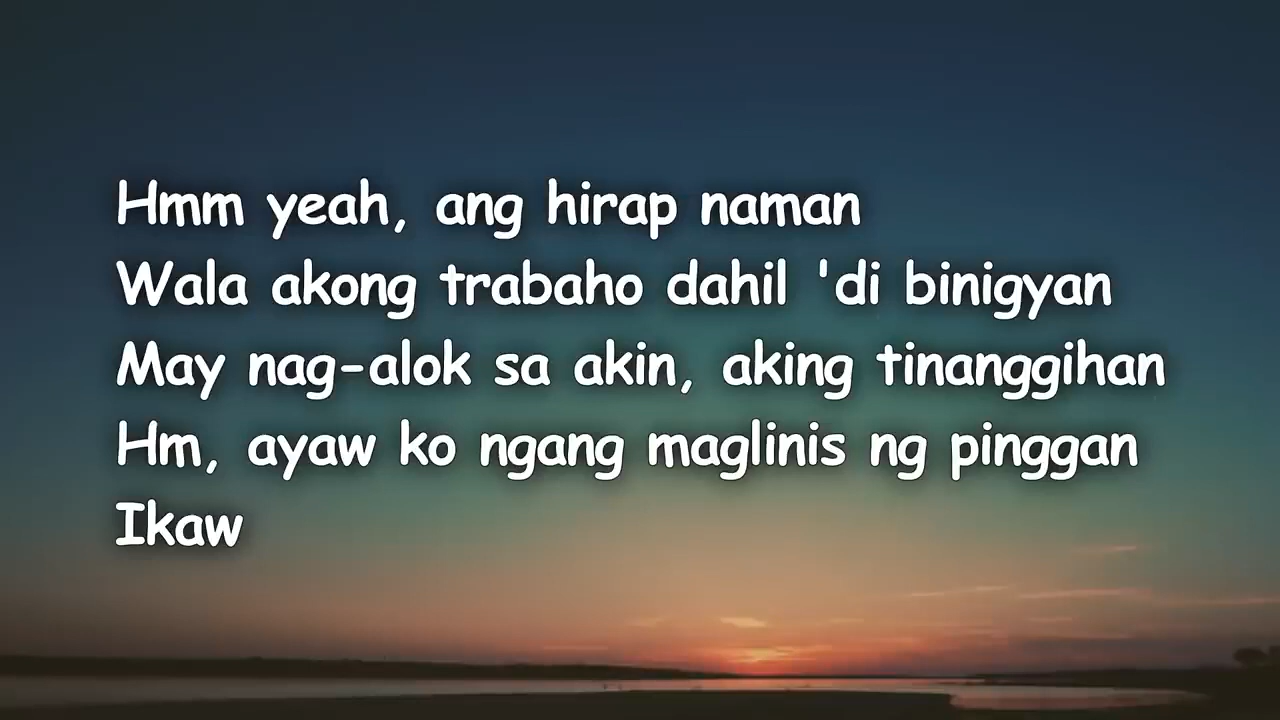 Hmm yeah, ang hirap naman
Wala akong trabaho dahil 'di binigyan
May nag-alok sa akin, aking tinanggihan
Hm, ayaw ko ngang maglinis ng pinggan
Ikaw